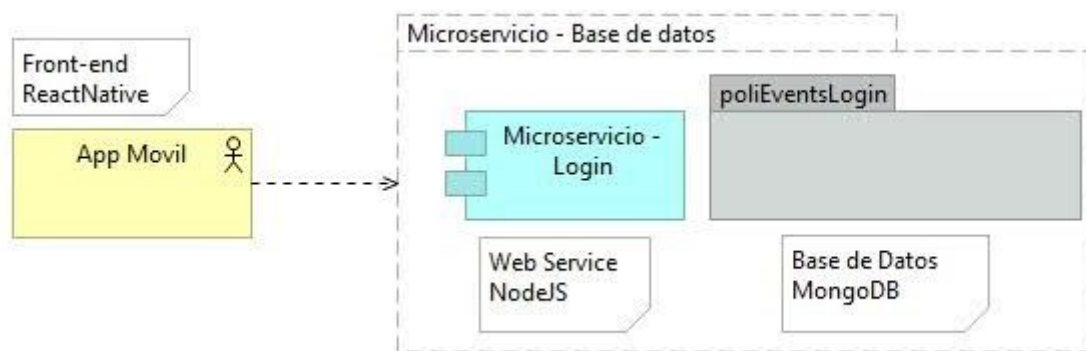 Microservicio - Base de datos
Front-end
ReactNative
App Movil
poliEventsLogin
Microservicio -
Login
Web Service
NodeJS
Base de Datos
MongoDB